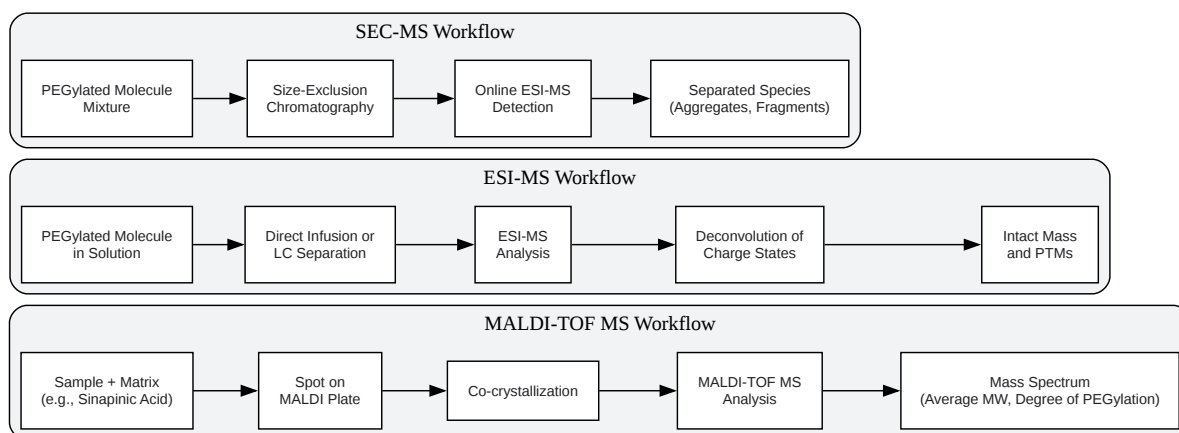 SEC-MS Workflow
PEGylated Molecule
Mixture
Size-Exclusion
Chromatography
Online ESI-MS
Detection
Separated Species
(Aggregates, Fragments)
ESI-MS Workflow
PEGylated Molecule
in Solution
Direct Infusion or
LC Separation
ESI-MS
Analysis
Deconvolution of
Charge States
Intact Mass
and PTMs
MALDI-TOF MS Workflow
Sample + Matrix
(e.g., Sinapinic Acid)
Spot on
MALDI Plate
Co-crystallization
MALDI-TOF MS
Analysis
Mass Spectrum
(Average MW, Degree of PEGylation)